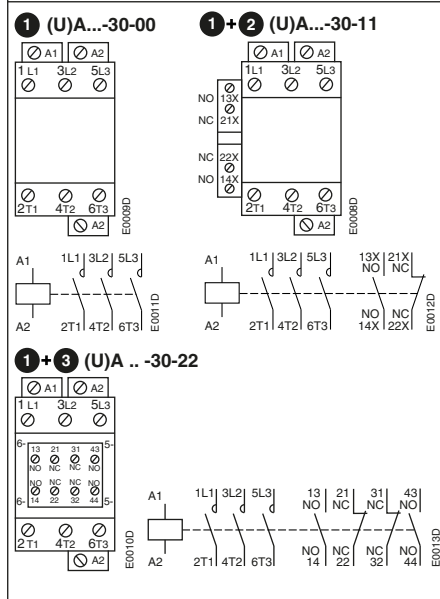 1 (U)A...-30-00
A1 A2
1 L1 3L2 5L3
2T1 4T2 6T3
A2
E0009D
A1 1L1 3L2 5L3
A2 2T1 4T2 6T3
E0011D
1+2 (U)A...-30-11
A1 A2
1 L1 3L2 5L3
NO 13X
NC 21X
NC 22X
NO 14X
2T1 4T2 6T3
A2
E0008D
A1 1L1 3L2 5L3 13X 21X
NO NC
NO NC
A2 2T1 4T2 6T3 14X 22X
E0012D
1+3 (U)A .. -30-22
A1 A2
1 L1 3L2 5L3
6- 5-
13 21 31 43
NO NC NC NO
NO NC NC NO
14 22 32 44
6- 5-
2T1 4T2 6T3
A2
E0010D
A1 1L1 3L2 5L3 13 21 31 43
NO NC NC NO
NO NC NC NO
A2 2T1 4T2 6T3 14 22 32 44
E0013D